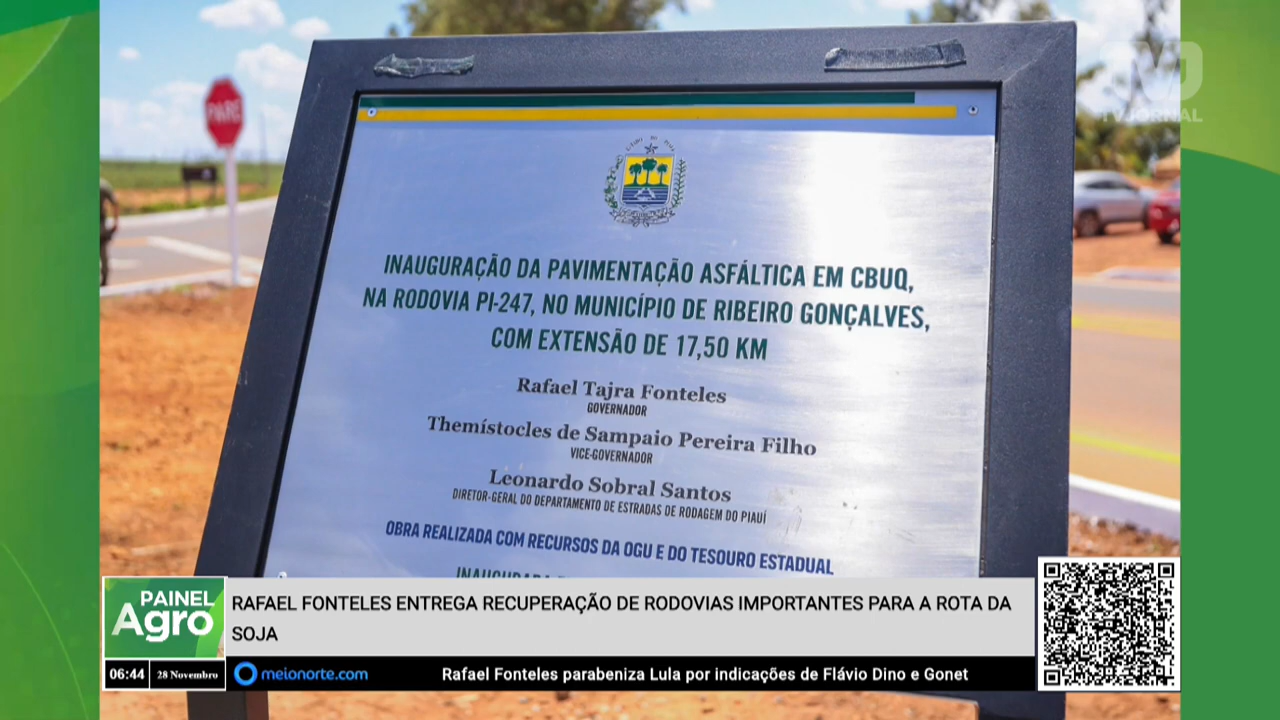 PARE
TV JORNAL
INAUGURAÇÃO DA PAVIMENTAÇÃO ASFÁLTICA EM CBUQ,
NA RODOVIA PI-247, NO MUNICÍPIO DE RIBEIRO GONÇALVES,
COM EXTENSÃO DE 17,50 KM
Rafael Tajra Fonteles
GOVERNADOR
Themístocles de Sampaio Pereira Filho
VICE-GOVERNADOR
Leonardo Sobral Santos
DIRETOR-GERAL DO DEPARTAMENTO DE ESTRADAS DE RODAGEM DO PIAUÍ
OBRA REALIZADA COM RECURSOS DA OGU E DO TESOURO ESTADUAL
PAINEL
Agro
RAFAEL FONTELES ENTREGA RECUPERAÇÃO DE RODOVIAS IMPORTANTES PARA A ROTA DA
SOJA
06:44 28 Novembro
meionorte.com
Rafael Fonteles parabeniza Lula por indicações de Flávio Dino e Gonet